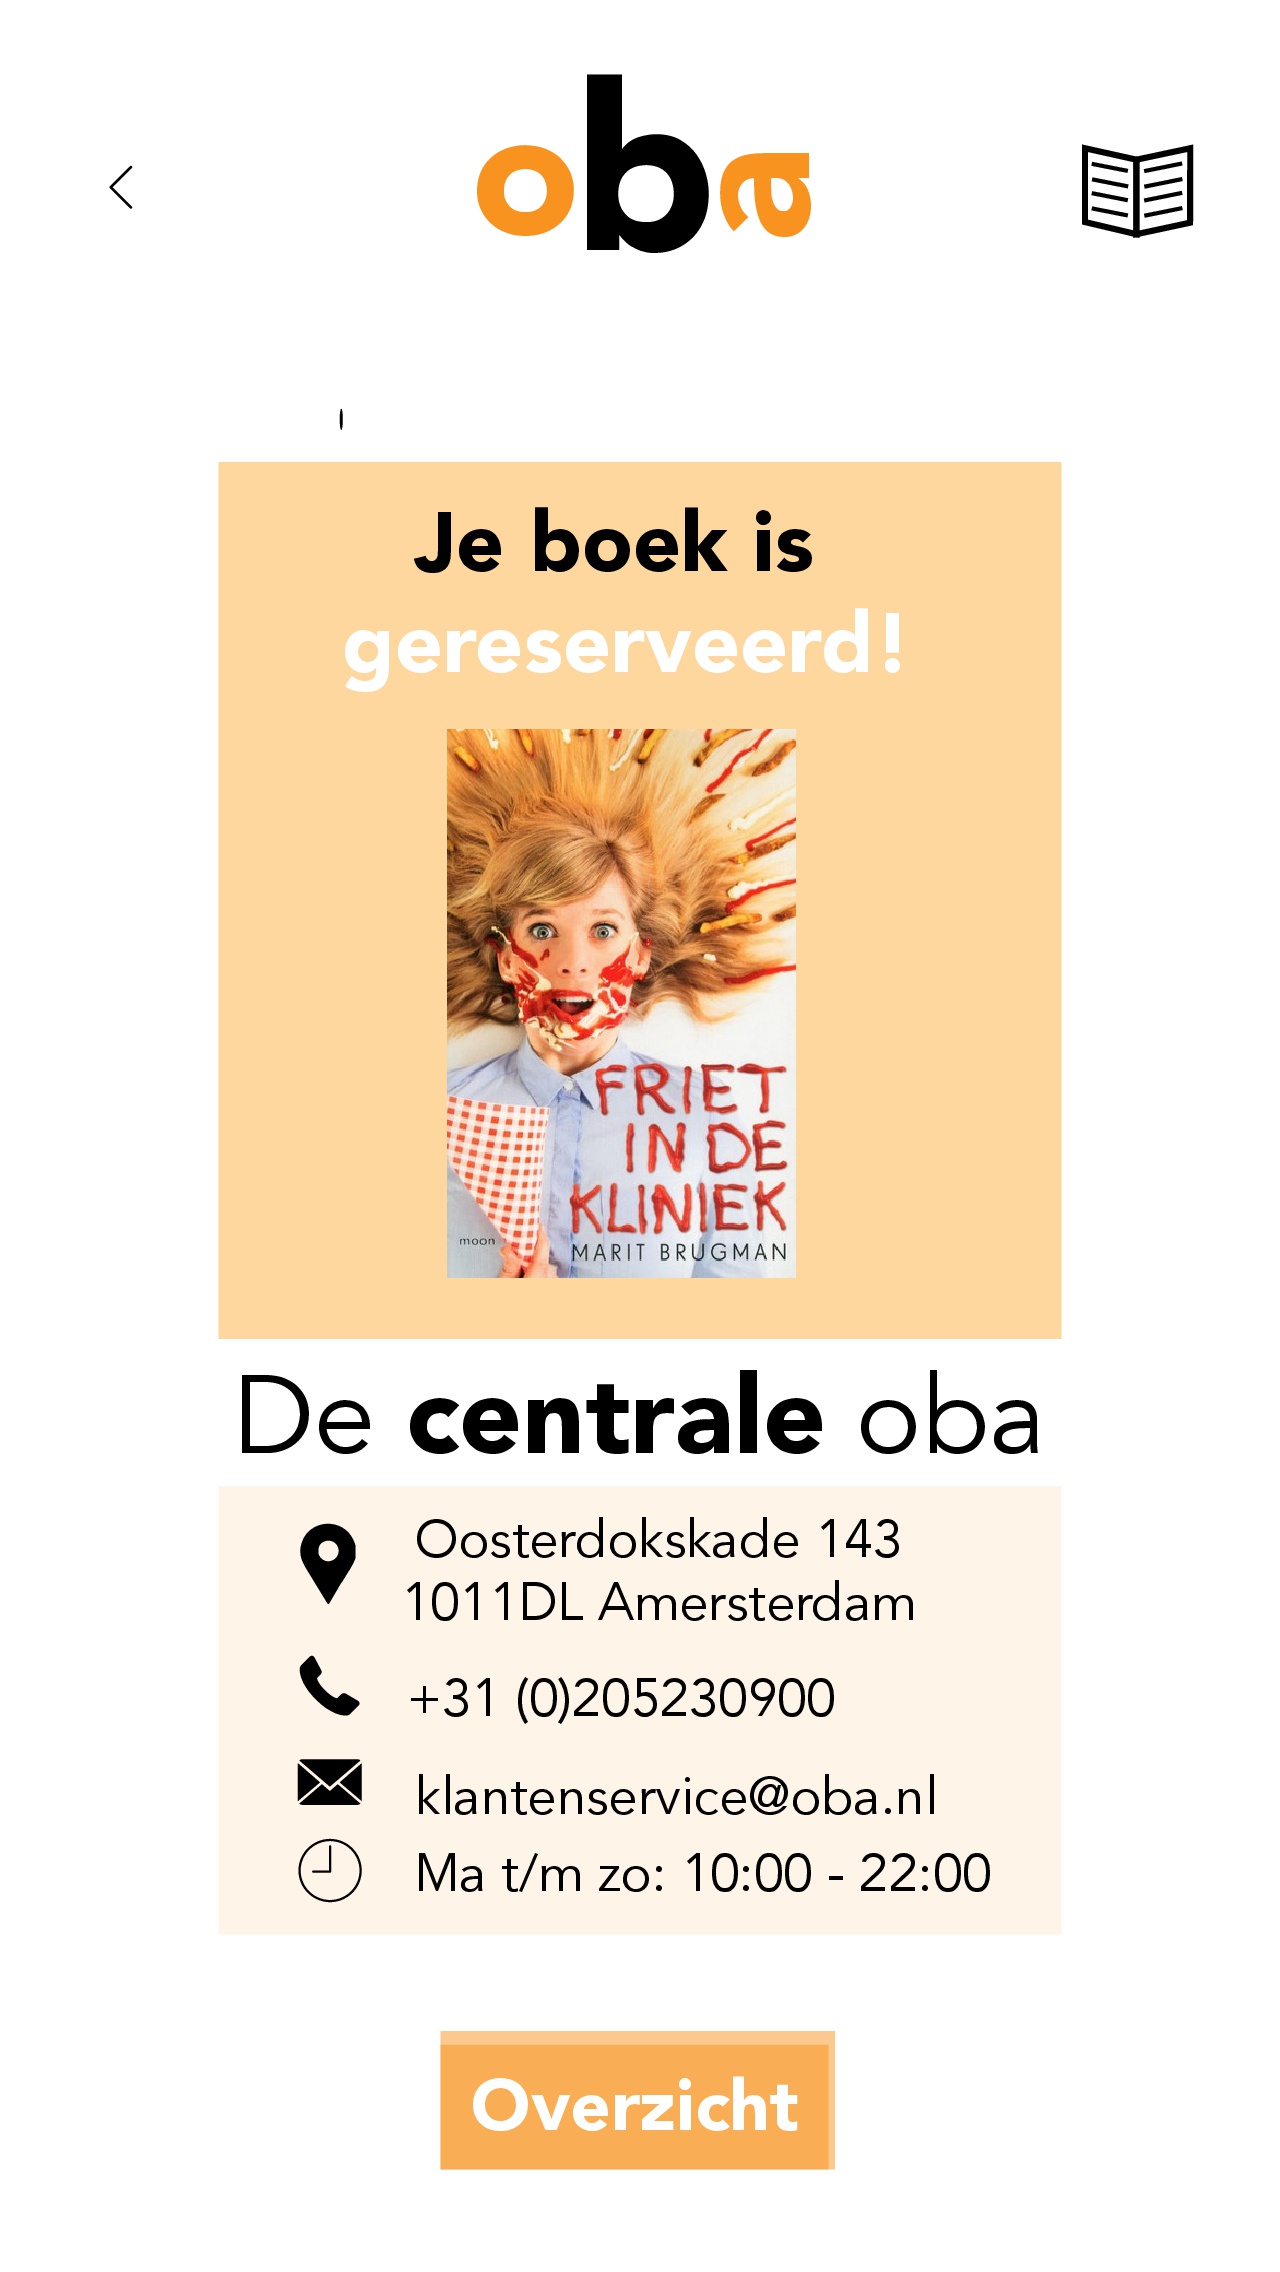 oba
Je boek is
gereserveerd!
FRIET
IN DE
KLINIEK
MARIT BRUGMAN
moon
De centrale oba
Oosterdokskade 143
1011DL Amersterdam
+31 (0)205230900
klantenservice@oba.nl
Ma t/m zo: 10:00 - 22:00
Overzicht